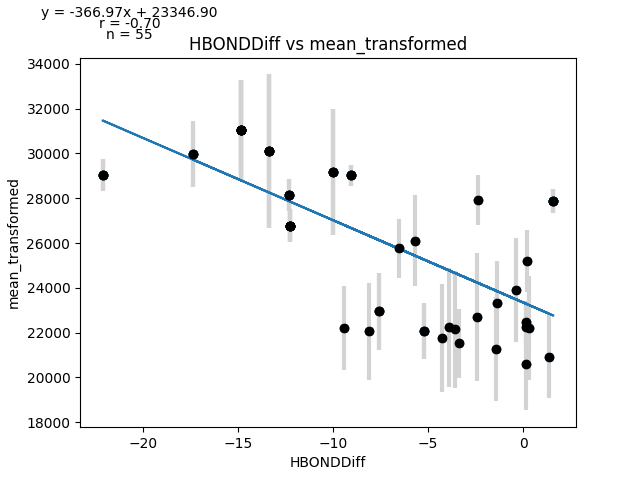 y = -366.97x + 23346.90
r = -0.70
n = 55
HBONDDiff vs mean_transformed
34000
32000
30000
28000
26000
24000
22000
20000
18000
mean_transformed
−20
−15
−10
−5
0
HBONDDiff